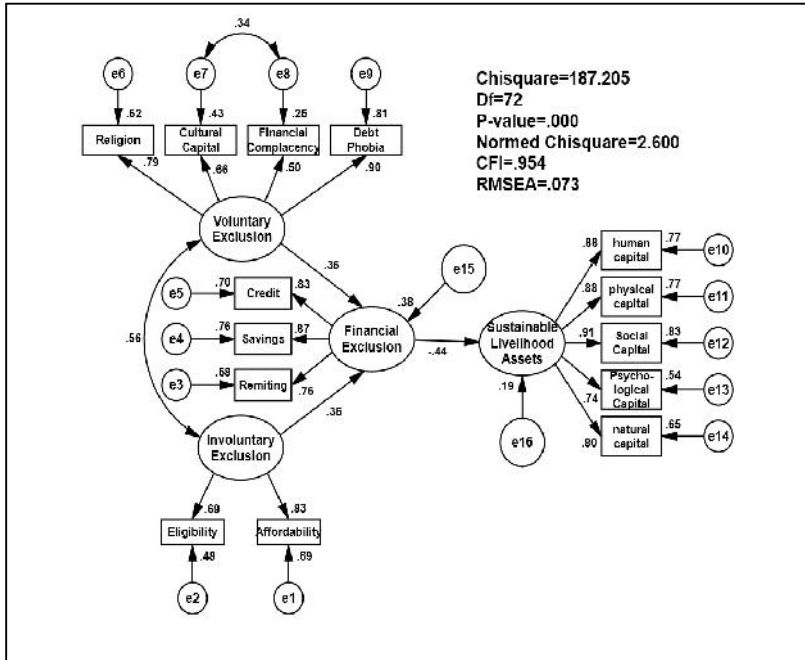 .34
e6
e7
e8
e9
.62
.43
.25
.81
Religion
Cultural
Capital
Financial
Complacency
Debt
Phobia
.79
.66
.50
.90
Chisquare=187.205
Df=72
P-value=.000
Normed Chisquare=2.600
CFI=.954
RMSEA=.073
Voluntary
Exclusion
.35
e15
.38
e5
.70
Credit
.83
e4
.76
Savings
.87
e3
.58
Remiting
.76
Financial
Exclusion
.56
.35
-.44
Involuntary
Exclusion
.69
.83
Eligibility
Affordability
.48
.69
e2
e1
Sustainable
Livelihood
Assets
.19
e16
.88
human
capital
.77
e10
.88
physical
capital
.77
e11
.91
Social
Capital
.83
e12
.74
Psycho-
logical
Capital
.54
e13
.80
natural
capital
.65
e14